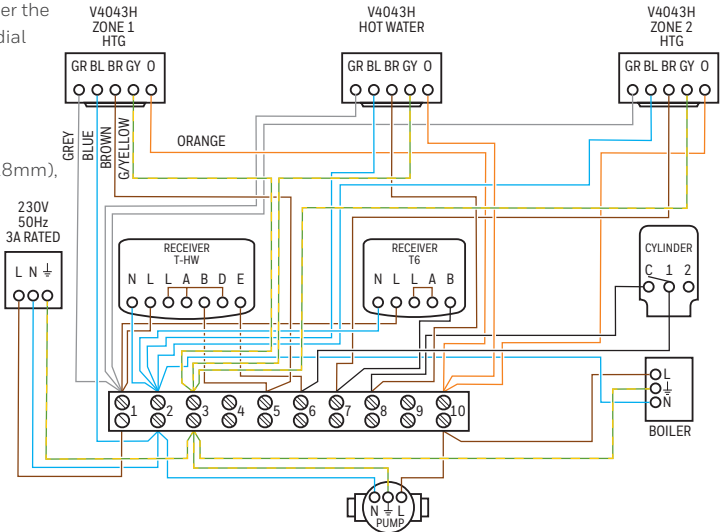 er the
dial
8mm),
V4043H
ZONE 1
HTG
GR BL BR GY O
V4043H
HOT WATER
GR BL BR GY O
V4043H
ZONE 2
HTG
GR BL BR GY O
GREY
BLUE
BROWN
G/YELLOW
ORANGE
230V
50Hz
3A RATED
L N
RECEIVER
T-HW
N L L A B D E
RECEIVER
T6
N L L A B
CYLINDER
C 1 2
1 2 3 4 5 6 7 8 9 10
L
N
BOILER
N L
PUMP